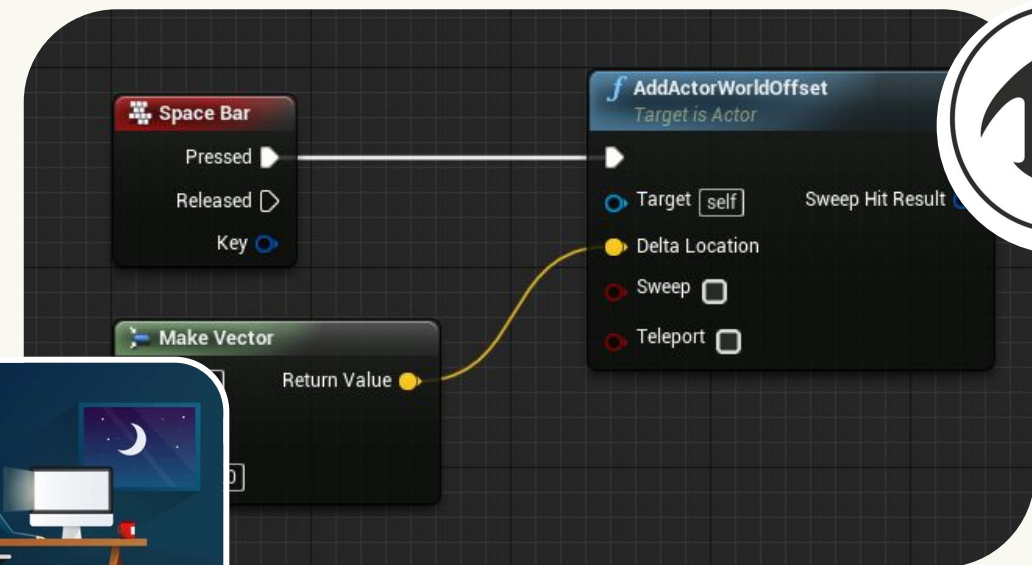 Space Bar
Pressed
Released
Key
AddActorWorldOffset
Target is Actor
Target self Sweep Hit Result
Delta Location
Sweep
Teleport
Make Vector
Return Value